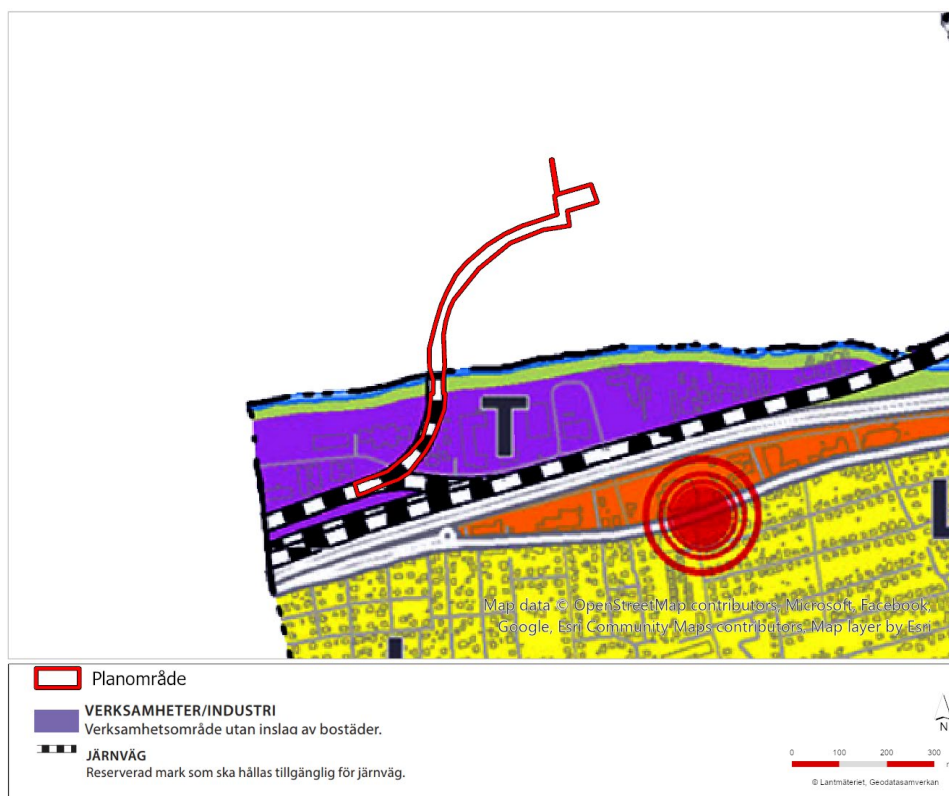 T
Map data © OpenStreetMap contributors, Microsoft, Facebook,
Google, Esri Community Maps contributors. Map layer by Esri
Planområde
VERKSAMHETER/INDUSTRI
Verksamhetsområde utan inslag av bostäder.
JÄRNVÄG
Reserverad mark som ska hållas tillgänglig för järnväg.
N
0 100 200 300
© Lantmäteriet, Geodatasamverkan